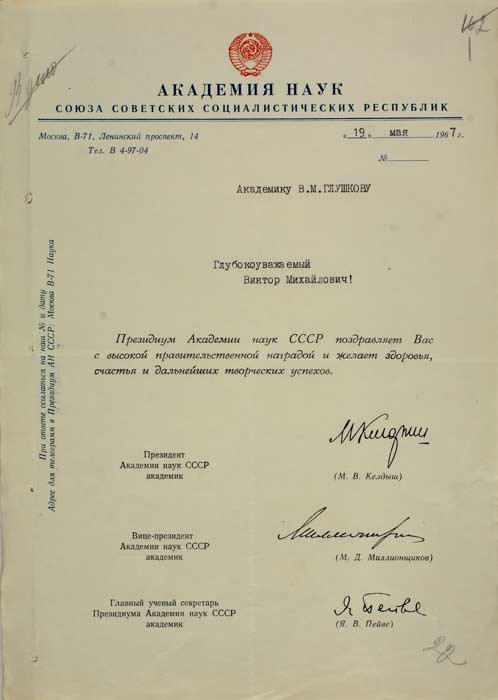 В дело
162
1
АКАДЕМИЯ НАУК
СОЮЗА СОВЕТСКИХ СОЦИАЛИСТИЧЕСКИХ РЕСПУБЛИК
Москва, В-71, Ленинский проспект, 14
Тел. В 4-97-04
«19» мая 1967 г.
№
Академику В.М.ГЛУШКОВУ
Глубокоуважаемый
Виктор Михайлович!
Президиум Академии наук СССР поздравляет Вас
с высокой правительственной наградой и желает здоровья,
счастья и дальнейших творческих успехов.
При ответе ссылаться на наш № и дату
Адрес для телеграмм в Президиум АН СССР: Москва В-71 Наука
Президент
Академии наук СССР
академик
(М. В. Келдыш)
Вице-президент
Академии наук СССР
академик
(М. Д. Миллионщиков)
Главный ученый секретарь
Президиума Академии наук СССР
академик
(Я. В. Пейве)
22